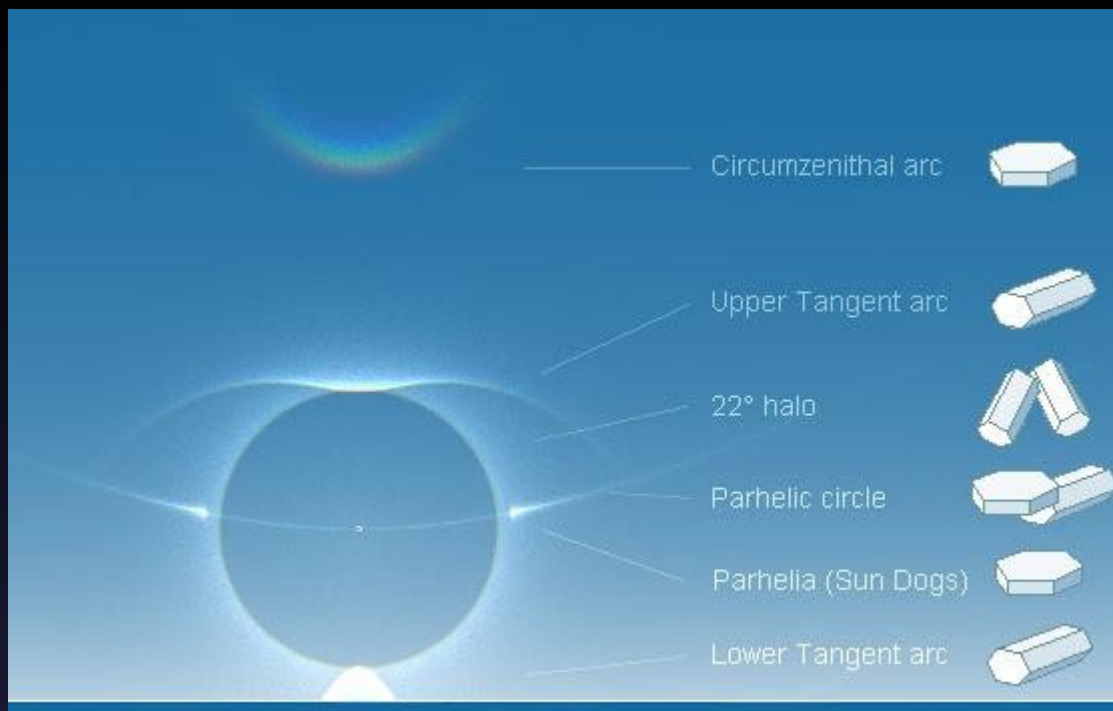 Circumzenithal arc
Upper Tangent arc
22° halo
Parhelic circle
Parhelia (Sun Dogs)
Lower Tangent arc